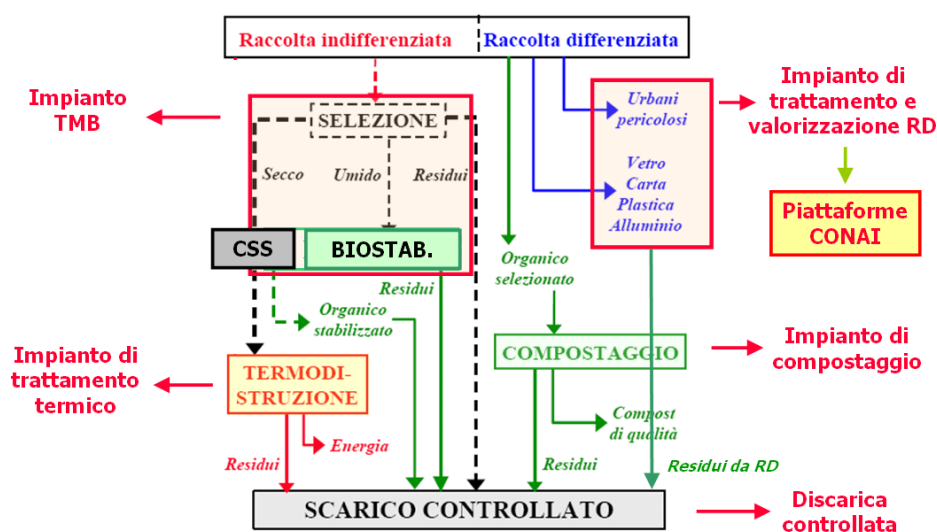 Raccolta indifferenziata
Raccolta differenziata
Impianto
TMB
SELEZIONE
Secco
Umido
Residui
Urbani
pericolosi
Vetro
Carta
Plastica
Alluminio
Impianto di
trattamento e
valorizzazione RD
Piattaforme
CONAI
CSS
BIOSTAB.
Residui
Organico
stabilizzato
Organico
selezionato
Impianto di
trattamento
termico
TERMODI-
STRUZIONE
COMPOSTAGGIO
Impianto di
compostaggio
Residui
Energia
Residui
Compost
di qualità
Residui da RD
SCARICO CONTROLLATO
Discarica
controllata